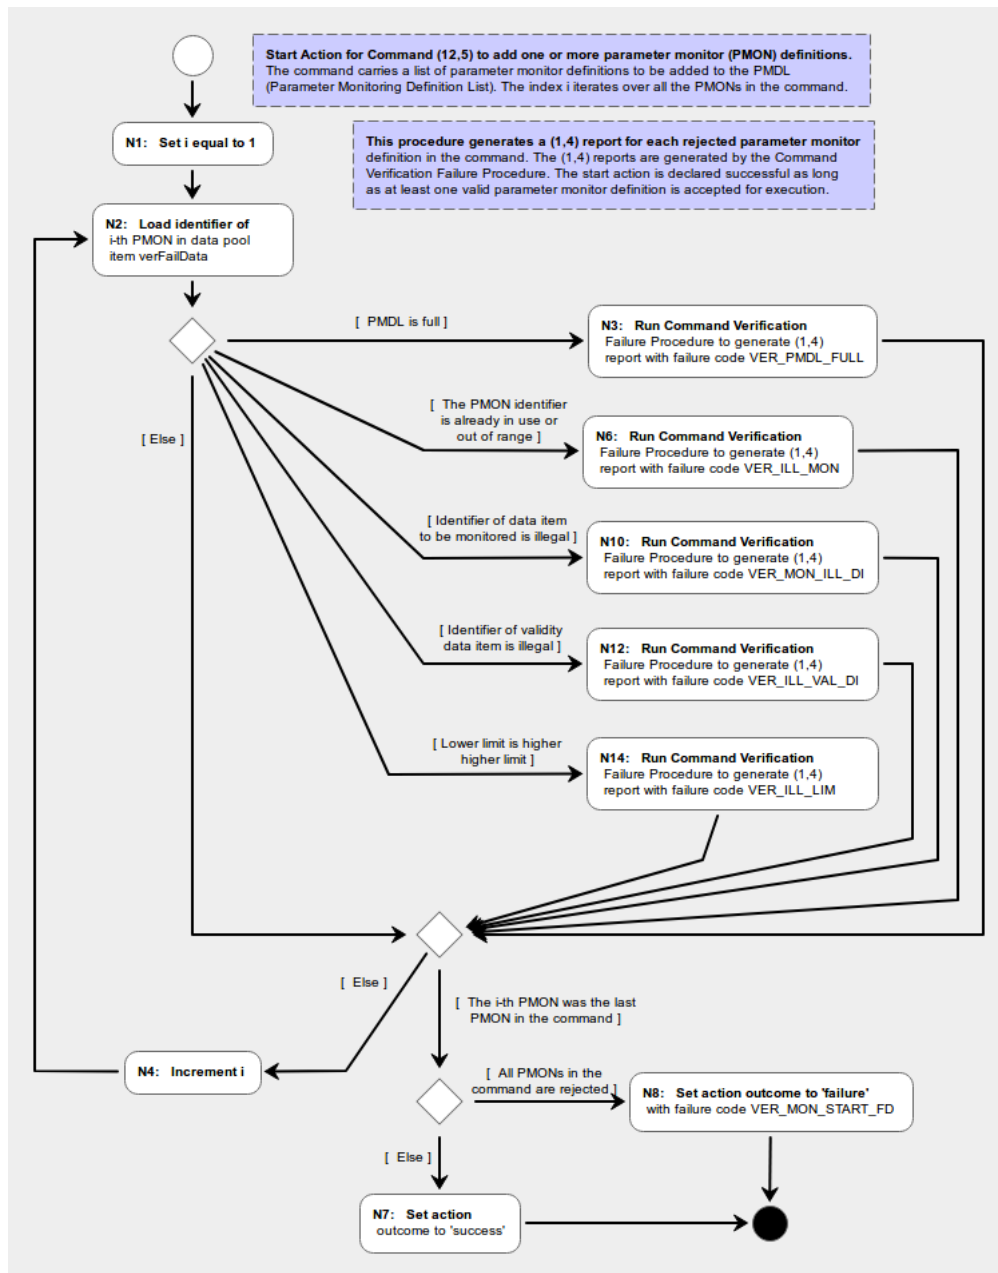 Start Action for Command (12,5) to add one or more parameter monitor (PMON) definitions.
The command carries a list of parameter monitor definitions to be added to the PMDL
(Parameter Monitoring Definition List). The index i iterates over all the PMONs in the command.
N1: Set i equal to 1
This procedure generates a (1,4) report for each rejected parameter monitor
definition in the command. The (1,4) reports are generated by the Command
Verification Failure Procedure. The start action is declared successful as long
as at least one valid parameter monitor definition is accepted for execution.
N2: Load identifier of
i-th PMON in data pool
item verFailData
[ PMDL is full ]
N3: Run Command Verification
Failure Procedure to generate (1,4)
report with failure code VER_PMDL_FULL
[ The PMON identifier
is already in use or
out of range ]
[ Else ]
N6: Run Command Verification
Failure Procedure to generate (1,4)
report with failure code VER_ILL_MON
[ Identifier of data item
to be monitored is illegal ]
N10: Run Command Verification
Failure Procedure to generate (1,4)
report with failure code VER_MON_ILL_DI
[ Identifier of validity
data item is illegal ]
N12: Run Command Verification
Failure Procedure to generate (1,4)
report with failure code VER_ILL_VAL_DI
[ Lower limit is higher
higher limit ]
N14: Run Command Verification
Failure Procedure to generate (1,4)
report with failure code VER_ILL_LIM
[ Else ]
[ The i-th PMON was the last
PMON in the command ]
N4: Increment i
[ All PMONs in the
command are rejected ]
N8: Set action outcome to 'failure'
with failure code VER_MON_START_FD
[ Else ]
N7: Set action
outcome to 'success'